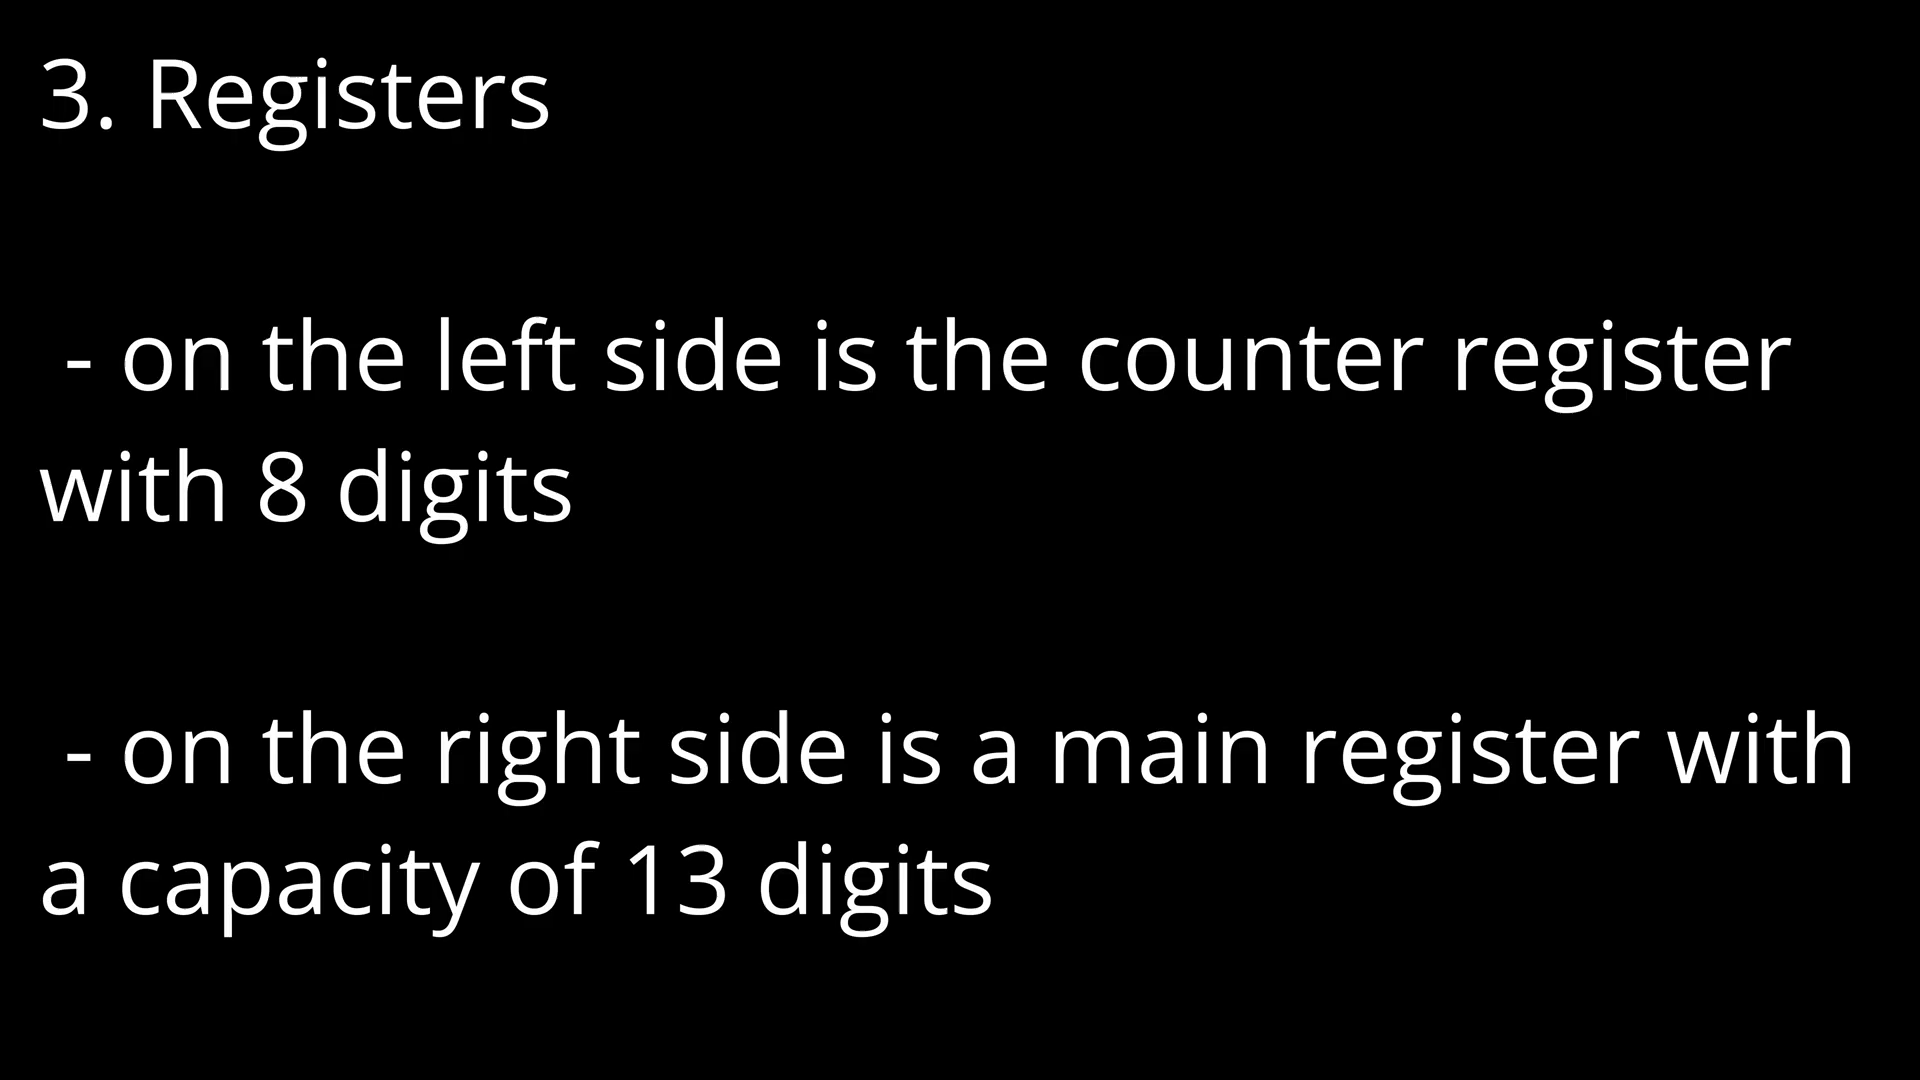 3. Registers
- on the left side is the counter register
with 8 digits
- on the right side is a main register with
a capacity of 13 digits